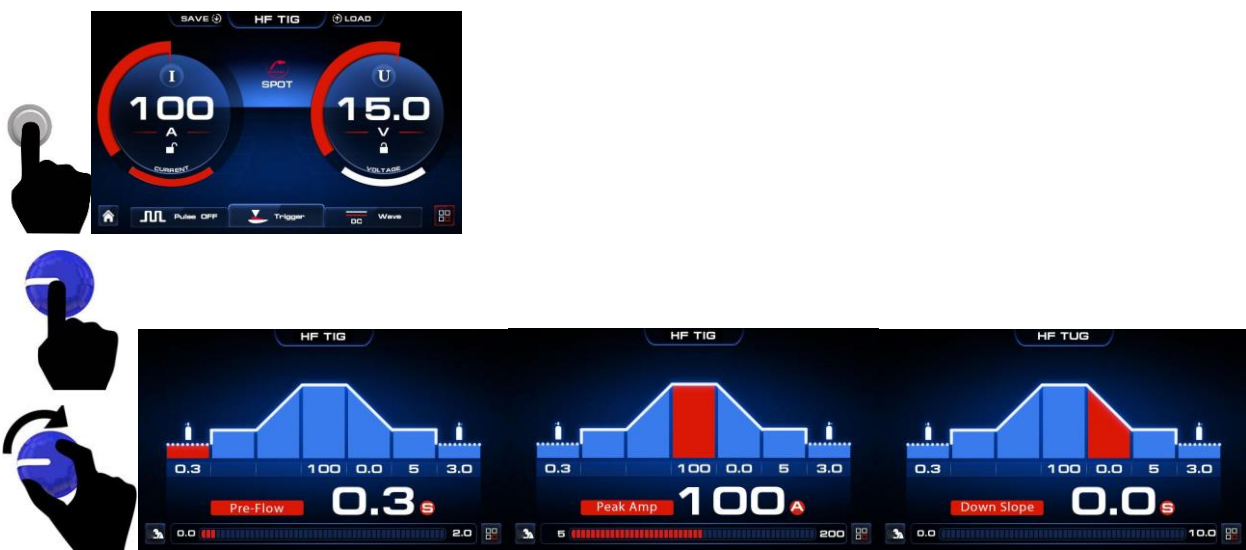 SAVE HF TIG LOAD
I U
SPOT
100 15.0
A V
CURRENT VOLTAGE
Pulse OFF Trigger DC Wave
HF TIG
0.3 100 0.0 5 3.0
Pre-Flow 0.3 S
0.0 2.0
HF TIG
0.3 100 0.0 5 3.0
Peak Amp 100 A
5 200
HF TUG
0.3 100 0.0 5 3.0
Down Slope 0.0 S
0.0 10.0